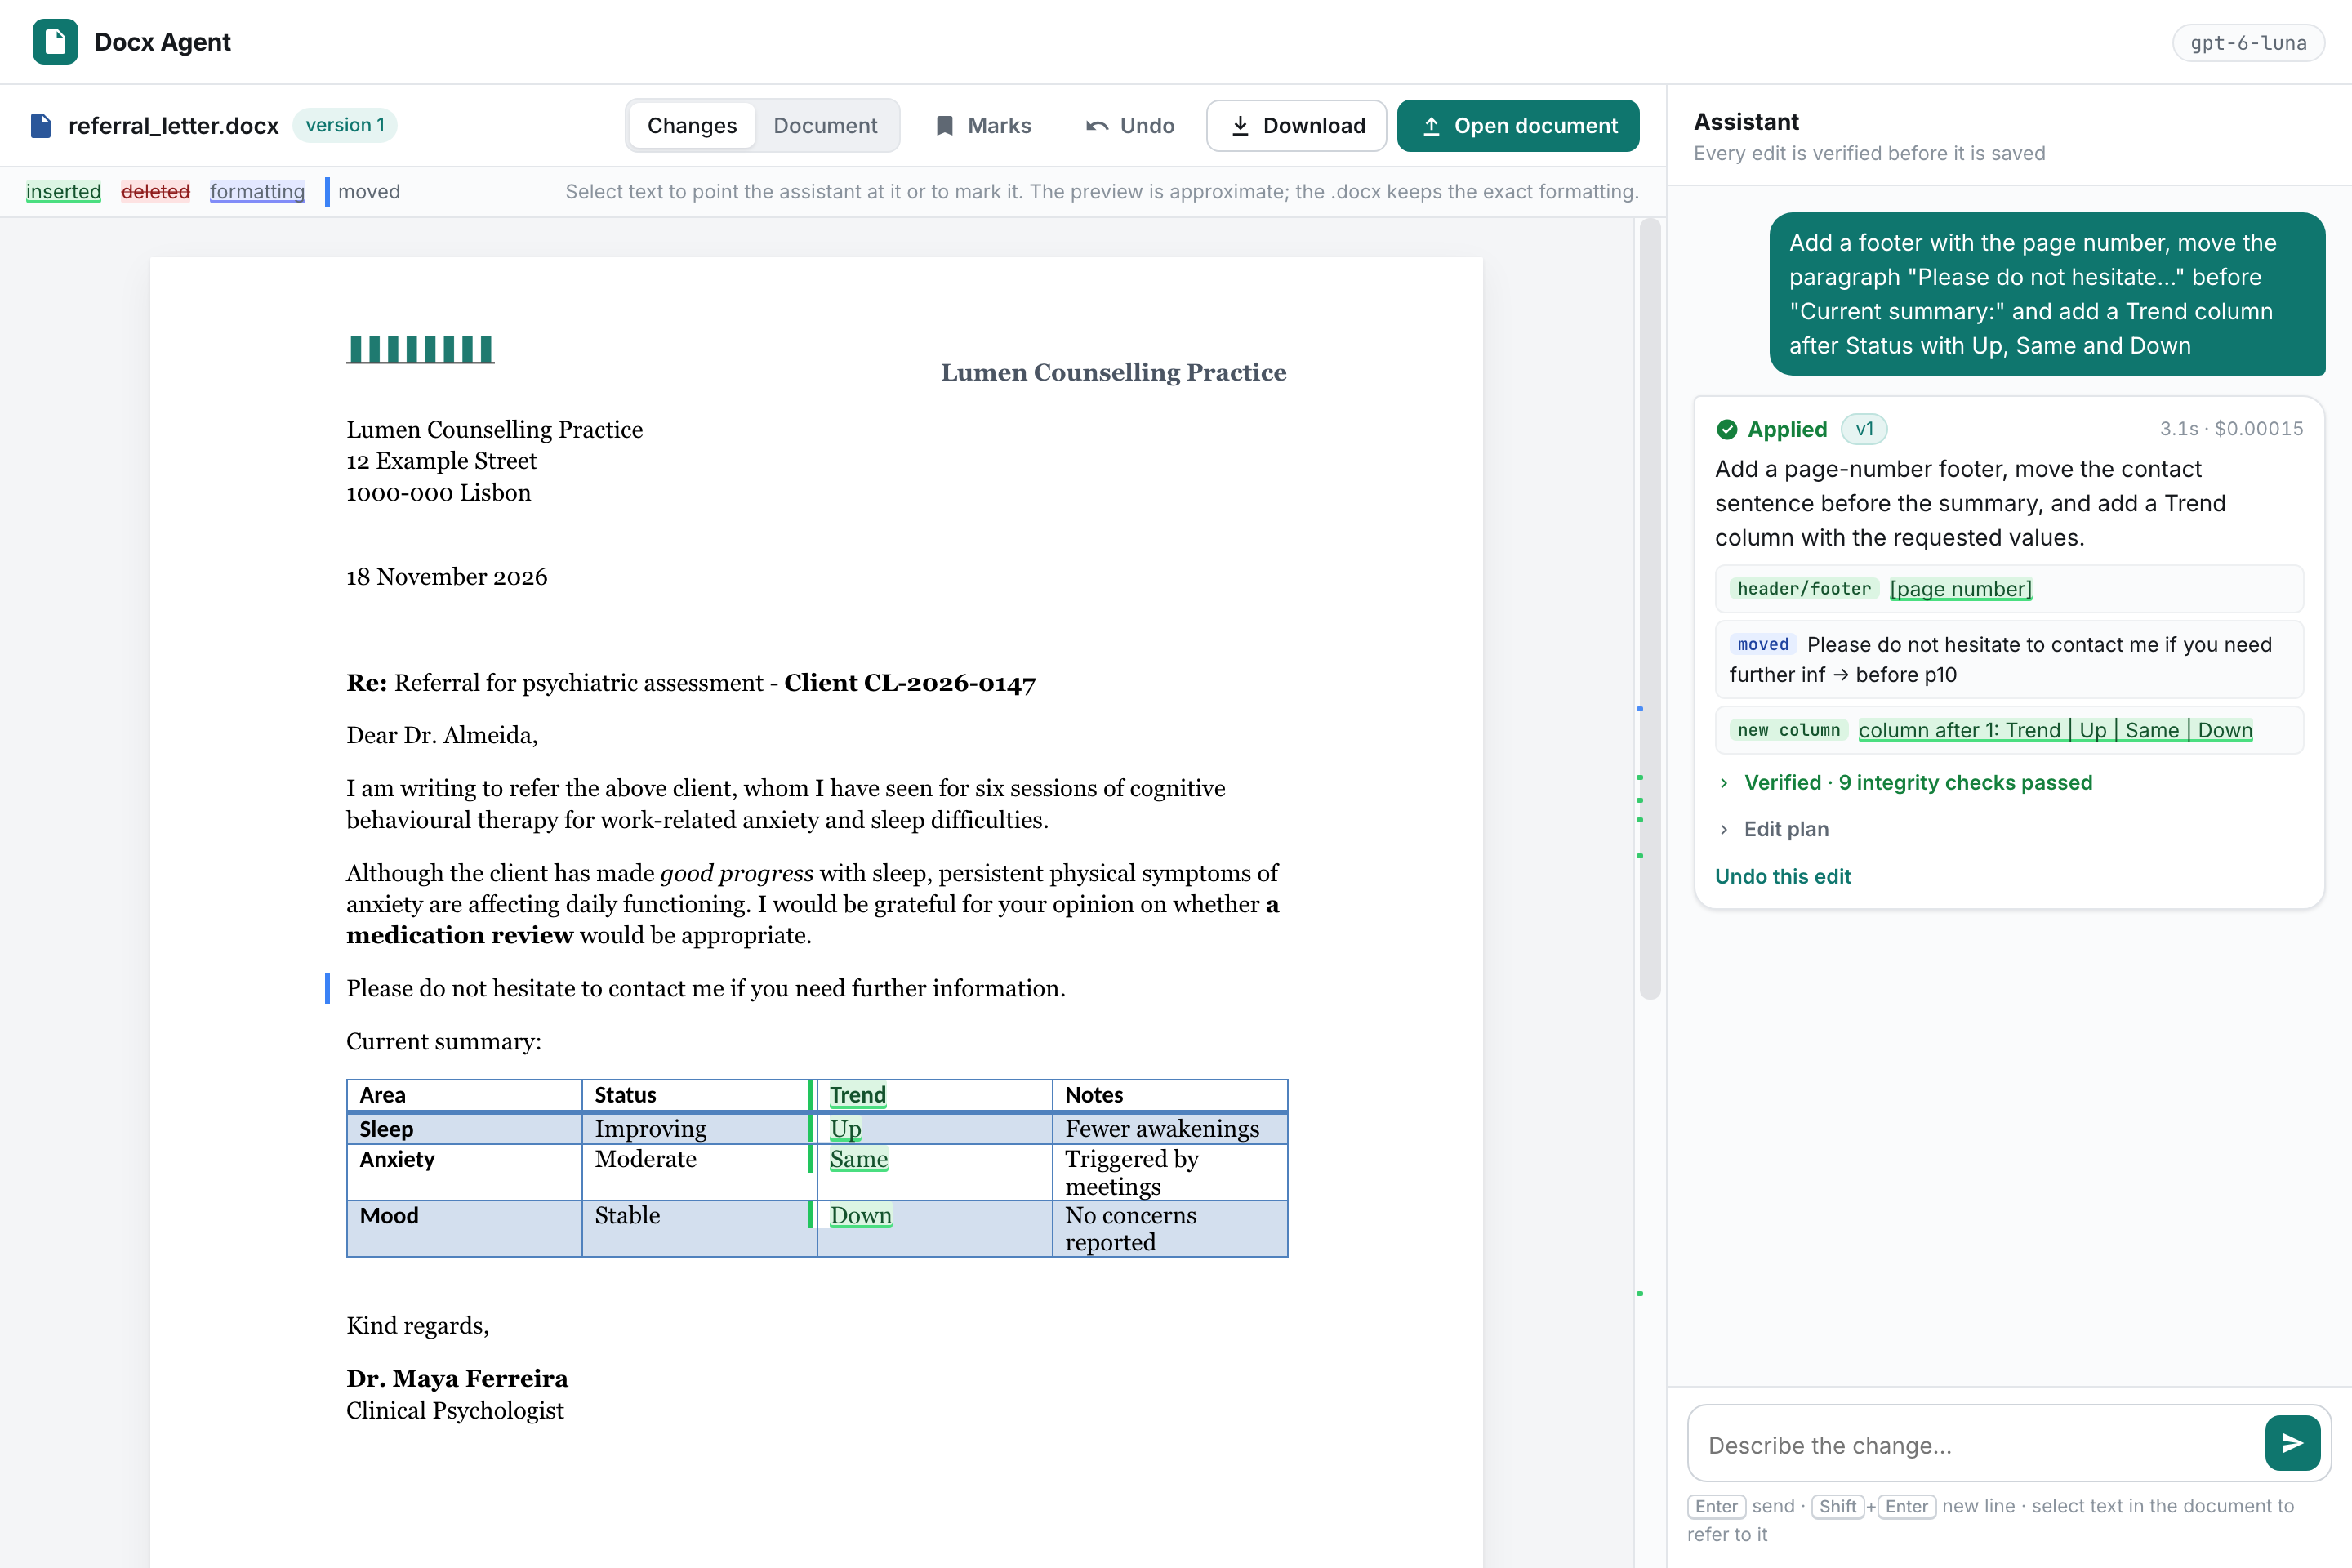 Docx Agent
gpt-6-luna
referral_letter.docx version 1
Changes Document Marks Undo Download Open document
inserted deleted formatting moved
Select text to point the assistant at it or to mark it. The preview is approximate; the .docx keeps the exact formatting.
Lumen Counselling Practice
Lumen Counselling Practice
12 Example Street
1000-000 Lisbon
18 November 2026
Re: Referral for psychiatric assessment - Client CL-2026-0147
Dear Dr. Almeida,
I am writing to refer the above client, whom I have seen for six sessions of cognitive
behavioural therapy for work-related anxiety and sleep difficulties.
Although the client has made good progress with sleep, persistent physical symptoms of
anxiety are affecting daily functioning. I would be grateful for your opinion on whether a
medication review would be appropriate.
Please do not hesitate to contact me if you need further information.
Current summary:
Area Status Trend Notes
Sleep Improving Up Fewer awakenings
Anxiety Moderate Same Triggered by
meetings
Mood Stable Down No concerns
reported
Kind regards,
Dr. Maya Ferreira
Clinical Psychologist
Assistant
Every edit is verified before it is saved
Add a footer with the page number, move the
paragraph "Please do not hesitate..." before
"Current summary:" and add a Trend column
after Status with Up, Same and Down
Applied v1 3.1s · $0.00015
Add a page-number footer, move the contact
sentence before the summary, and add a Trend
column with the requested values.
header/footer [page number]
moved Please do not hesitate to contact me if you need
further inf → before p10
new column column after 1: Trend | Up | Same | Down
Verified · 9 integrity checks passed
Edit plan
Undo this edit
Describe the change...
Enter send · Shift+Enter new line · select text in the document to
refer to it